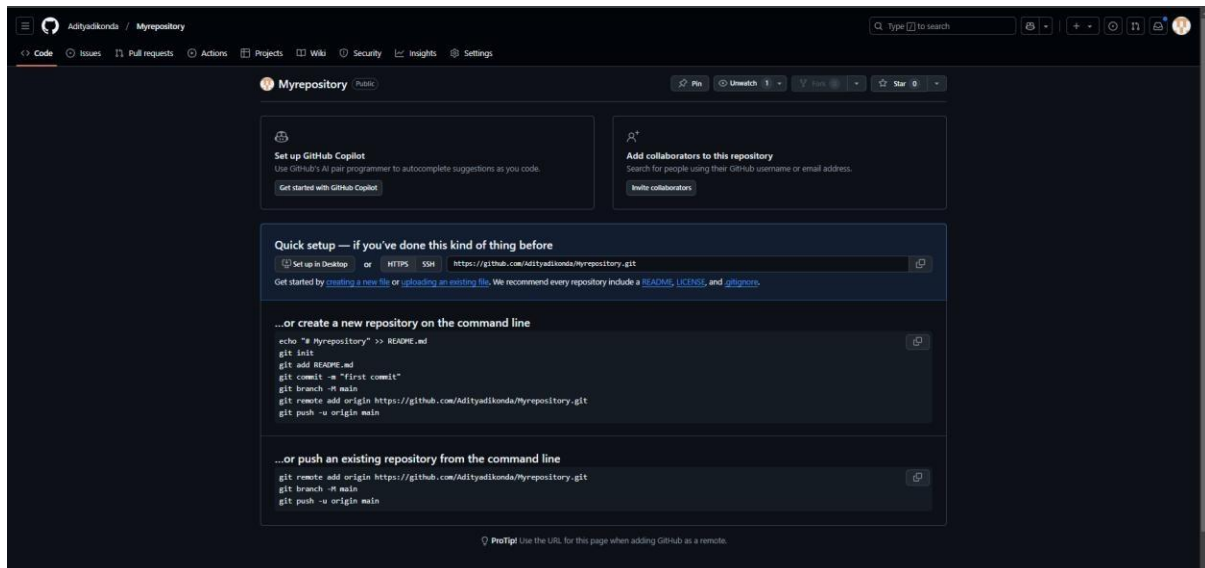 Adityadikonda / Myrepository
Type / to search
<> Code Issues Pull requests Actions Projects Wiki Security Insights Settings
Myrepository Public
Pin Unwatch 1 Fork Star 0
Set up GitHub Copilot
Use GitHub's AI pair programmer to autocomplete suggestions as you code.
Get started with GitHub Copilot
Add collaborators to this repository
Search for people using their GitHub username or email address.
Invite collaborators
Quick setup — if you've done this kind of thing before
Set up in Desktop or HTTPS SSH https://github.com/Adityadikonda/Myrepository.git
Get started by creating a new file or uploading an existing file. We recommend every repository include a README, LICENSE, and .gitignore.
...or create a new repository on the command line
echo "# Myrepository" >> README.md
git init
git add README.md
git commit -m "first commit"
git branch -M main
git remote add origin https://github.com/Adityadikonda/Myrepository.git
git push -u origin main
...or push an existing repository from the command line
git remote add origin https://github.com/Adityadikonda/Myrepository.git
git branch -M main
git push -u origin main
ProTip! Use the URL for this page when adding GitHub as a remote.